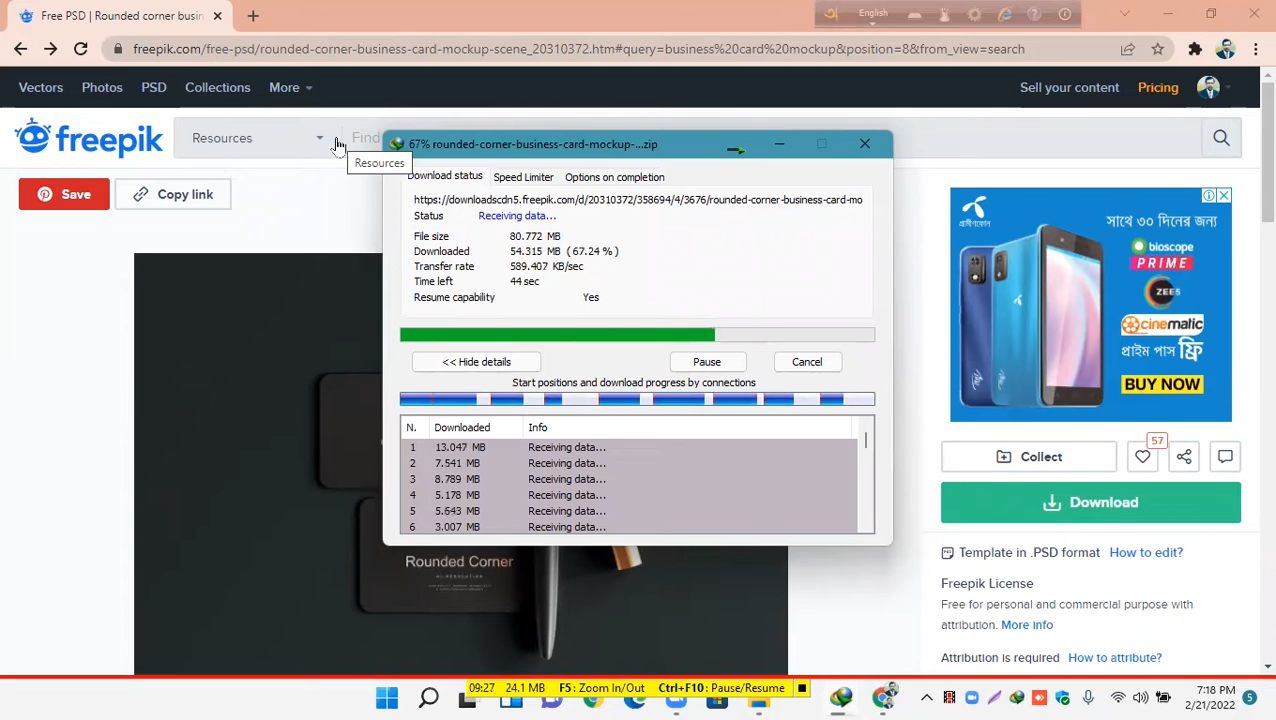 Free PSD | Rounded corner busin
English
freepik.com/free-psd/rounded-corner-business-card-mockup-scene_20310372.htm#query=business%20card%20mockup&position=8&from_view=search
Vectors Photos PSD Collections More Sell your content Pricing
freepik Resources Find
Resources
Save Copy link
67% rounded-corner-business-card-mockup-...zip
Download status Speed Limiter Options on completion
https://downloadscdn5.freepik.com/d/20310372/358694/4/3676/rounded-corner-business-card-mo
Status Receiving data...
File size 80.772 MB
Downloaded 54.315 MB ( 67.24 % )
Transfer rate 589.407 KB/sec
Time left 44 sec
Resume capability Yes
<< Hide details Pause Cancel
Start positions and download progress by connections
N. Downloaded Info
1 13.047 MB Receiving data...
2 7.541 MB Receiving data...
3 8.789 MB Receiving data...
4 5.178 MB Receiving data...
5 5.643 MB Receiving data...
6 3.007 MB Receiving data...
Rounded Corner
গ্রামীণফোন
সাথে ৩০ দিনের জন্য
bioscope
PRIME
ZEE5
cinematic
প্রাইম পাস ফ্রি
BUY NOW
57
Collect
Download
Template in .PSD format How to edit?
Freepik License
Free for personal and commercial purpose with
attribution. More info
Attribution is required How to attribute?
09:27 24.1 MB F5: Zoom In/Out Ctrl+F10: Pause/Resume
7:18 PM
2/21/2022
5